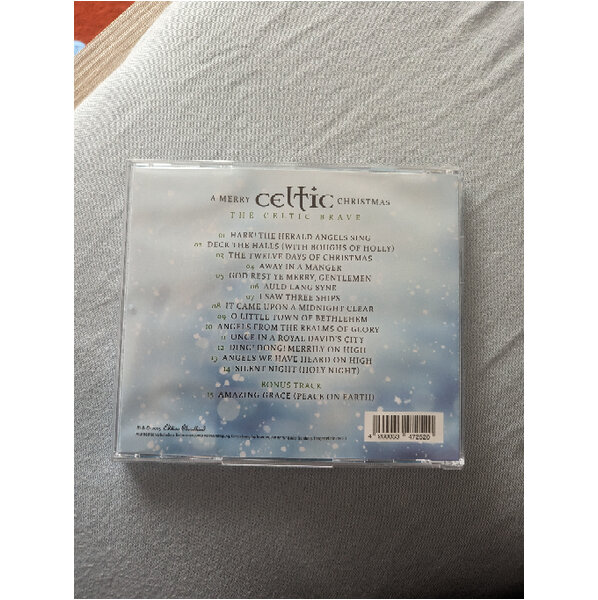 A MERRY CELTIC CHRISTMAS
THE CELTIC BRAVE
01 HARK! THE HERALD ANGELS SING
02 DECK THE HALLS (WITH BOUGHS OF HOLLY)
03 THE TWELVE DAYS OF CHRISTMAS
04 AWAY IN A MANGER
05 GOD REST YE MERRY, GENTLEMEN
06 AULD LANG SYNE
07 I SAW THREE SHIPS
08 IT CAME UPON A MIDNIGHT CLEAR
09 O LITTLE TOWN OF BETHLEHEM
10 ANGELS FROM THE REALMS OF GLORY
11 ONCE IN A ROYAL DAVID'S CITY
12 DING! DONG! MERRILY ON HIGH
13 ANGELS WE HAVE HEARD ON HIGH
14 SILENT NIGHT (HOLY NIGHT)
BONUS TRACK
15 AMAZING GRACE (PEACE ON EARTH)